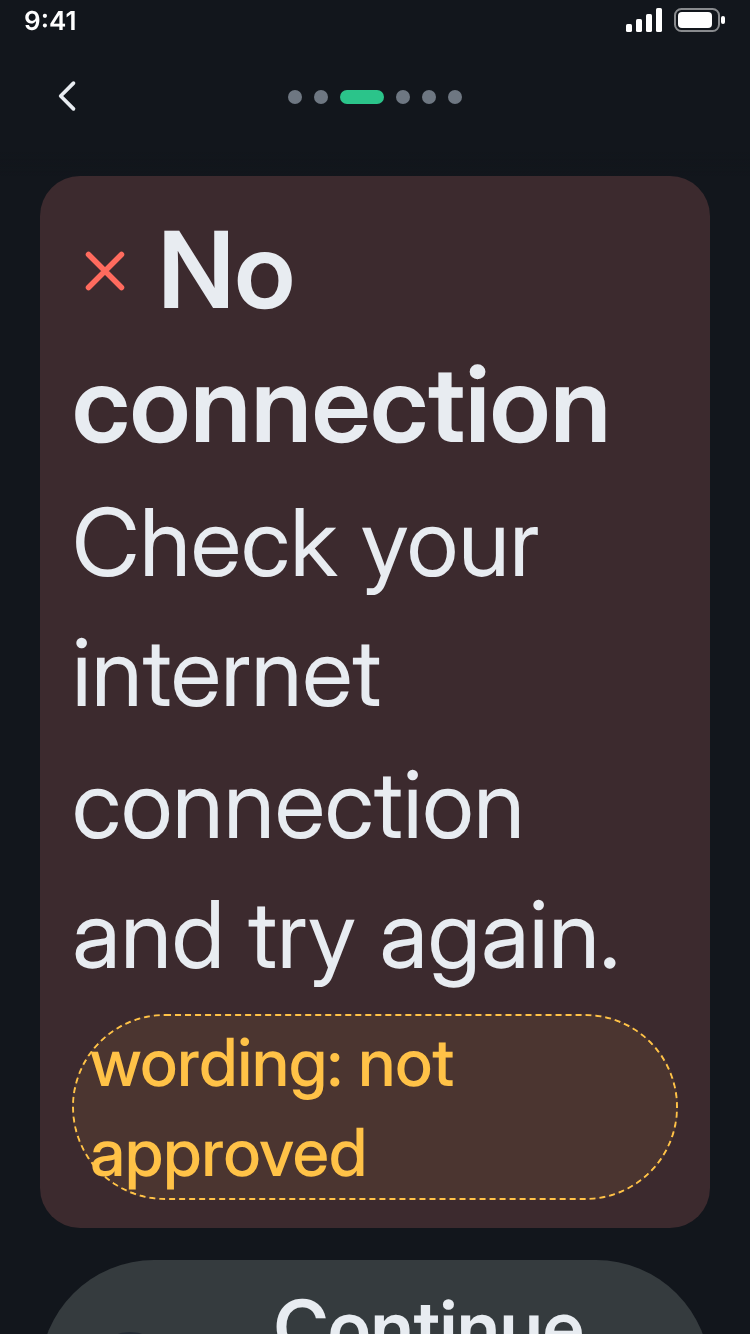 9:41
No
connection
Check your
internet
connection
and try again.
wording: not
approved
Continue